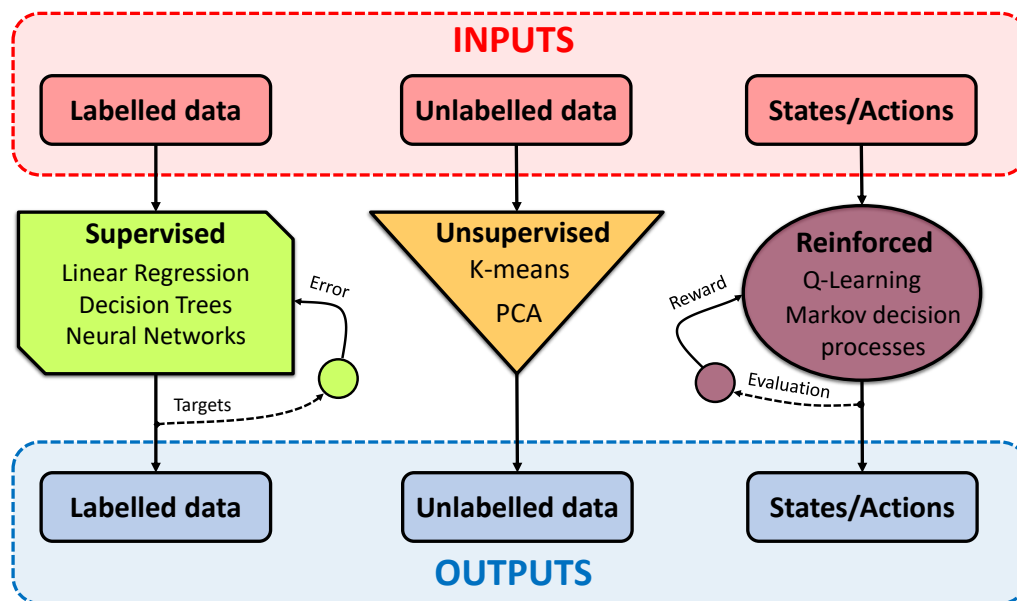 INPUTS
Labelled data
Unlabelled data
States/Actions
Supervised
Linear Regression
Decision Trees
Neural Networks
Error
Targets
Unsupervised
K-means
PCA
Reinforced
Q-Learning
Markov decision
processes
Reward
Evaluation
Labelled data
Unlabelled data
States/Actions
OUTPUTS